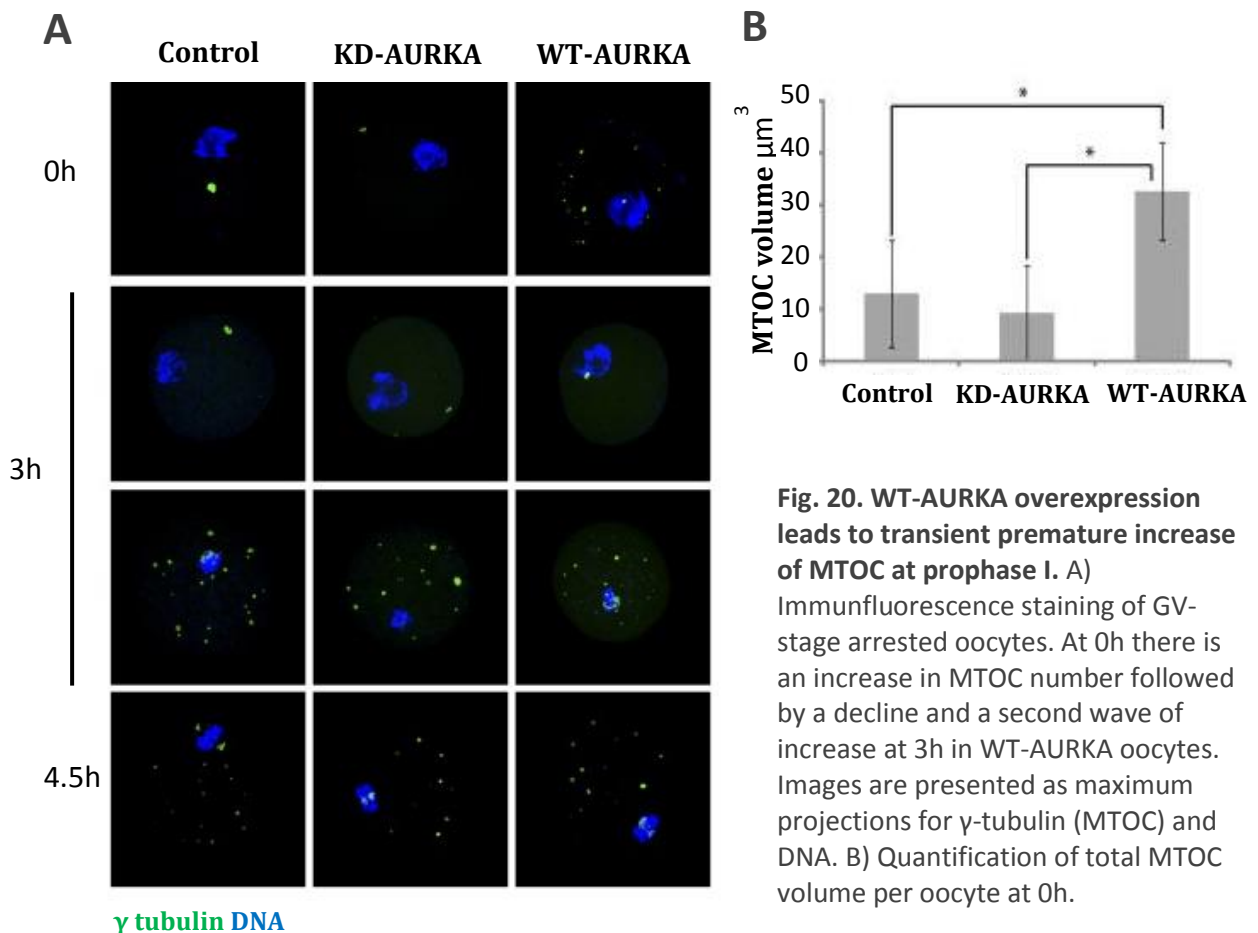 A
Control KD-AURKA WT-AURKA
0h
3h
4.5h
γ tubulin DNA
B
MTOC volume μm³
50
40
30
20
10
0
*
*
Control KD-AURKA WT-AURKA
Fig. 20. WT-AURKA overexpression
leads to transient premature increase
of MTOC at prophase I. A)
Immunfluorescence staining of GV-
stage arrested oocytes. At 0h there is
an increase in MTOC number followed
by a decline and a second wave of
increase at 3h in WT-AURKA oocytes.
Images are presented as maximum
projections for γ-tubulin (MTOC) and
DNA. B) Quantification of total MTOC
volume per oocyte at 0h.